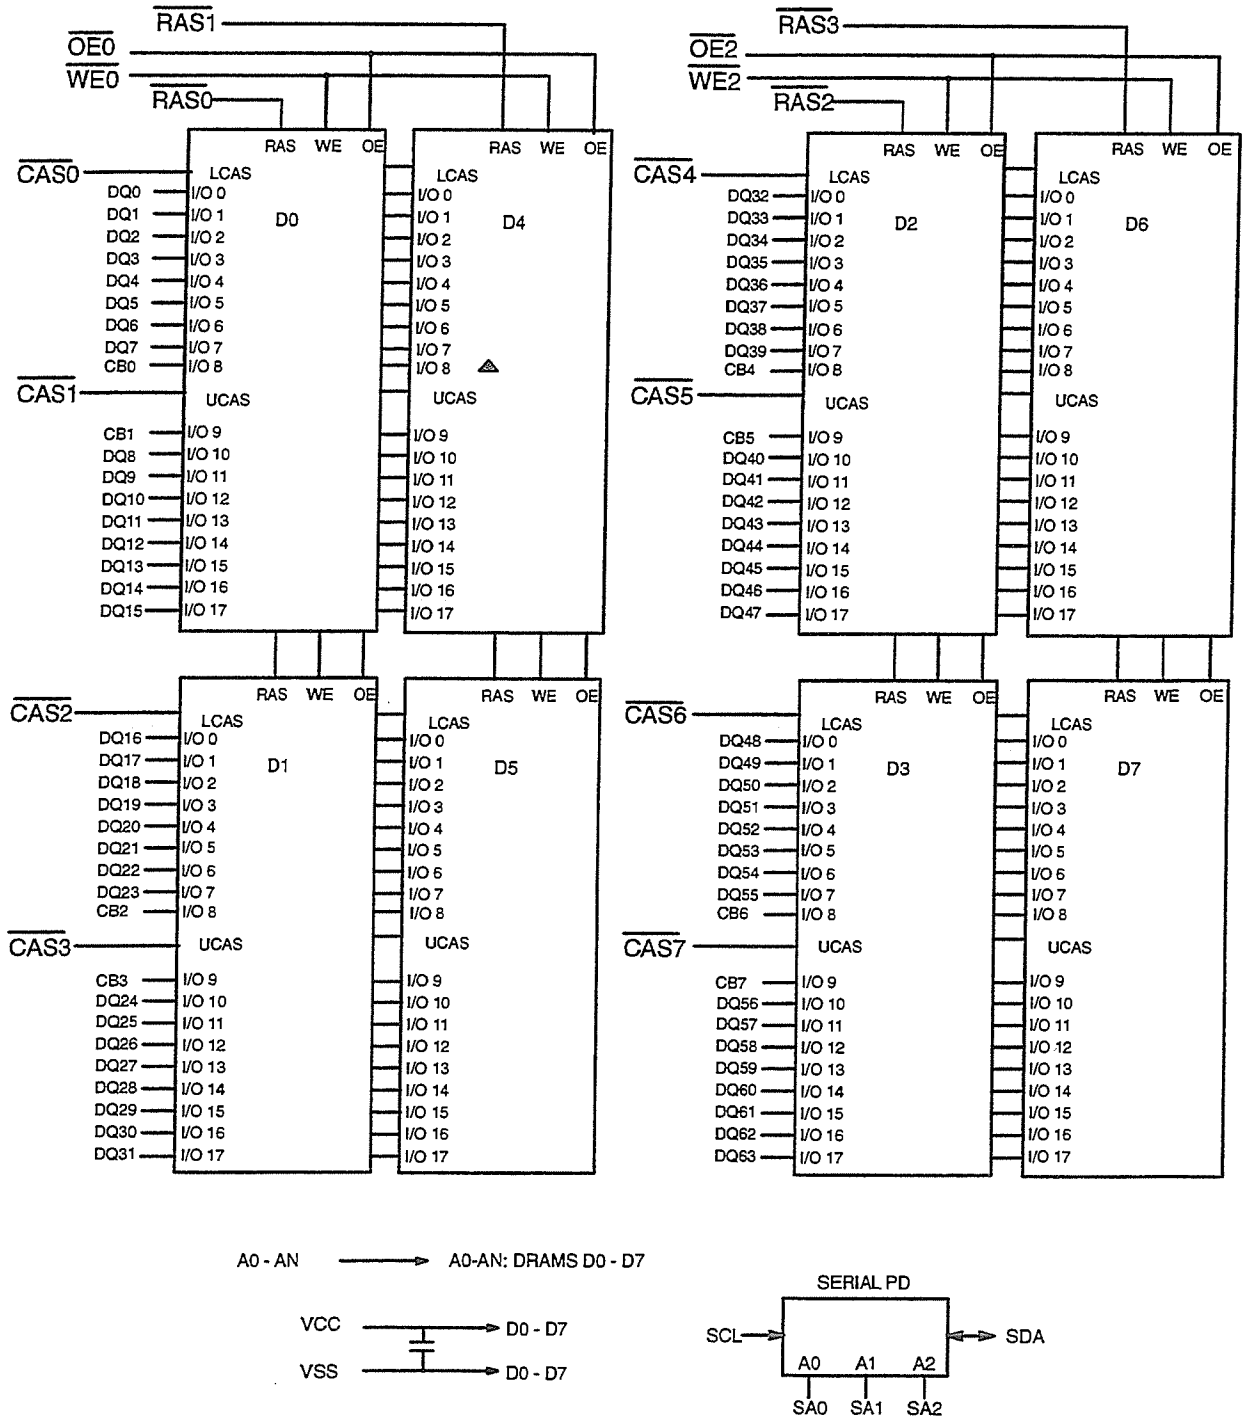 RAS1
OE0
WE0
RAS0
RAS WE OE
CAS0
LCAS
D0
DQ0 I/O 0
DQ1 I/O 1
DQ2 I/O 2
DQ3 I/O 3
DQ4 I/O 4
DQ5 I/O 5
DQ6 I/O 6
DQ7 I/O 7
CB0 I/O 8
CAS1
UCAS
CB1 I/O 9
DQ8 I/O 10
DQ9 I/O 11
DQ10 I/O 12
DQ11 I/O 13
DQ12 I/O 14
DQ13 I/O 15
DQ14 I/O 16
DQ15 I/O 17
RAS WE OE
LCAS
D4
I/O 0
I/O 1
I/O 2
I/O 3
I/O 4
I/O 5
I/O 6
I/O 7
I/O 8
UCAS
I/O 9
I/O 10
I/O 11
I/O 12
I/O 13
I/O 14
I/O 15
I/O 16
I/O 17
RAS3
OE2
WE2
RAS2
RAS WE OE
CAS4
LCAS
D2
DQ32 I/O 0
DQ33 I/O 1
DQ34 I/O 2
DQ35 I/O 3
DQ36 I/O 4
DQ37 I/O 5
DQ38 I/O 6
DQ39 I/O 7
CB4 I/O 8
CAS5
UCAS
CB5 I/O 9
DQ40 I/O 10
DQ41 I/O 11
DQ42 I/O 12
DQ43 I/O 13
DQ44 I/O 14
DQ45 I/O 15
DQ46 I/O 16
DQ47 I/O 17
RAS WE OE
LCAS
D6
I/O 0
I/O 1
I/O 2
I/O 3
I/O 4
I/O 5
I/O 6
I/O 7
I/O 8
UCAS
I/O 9
I/O 10
I/O 11
I/O 12
I/O 13
I/O 14
I/O 15
I/O 16
I/O 17
RAS WE OE
CAS2
LCAS
D1
DQ16 I/O 0
DQ17 I/O 1
DQ18 I/O 2
DQ19 I/O 3
DQ20 I/O 4
DQ21 I/O 5
DQ22 I/O 6
DQ23 I/O 7
CB2 I/O 8
CAS3
UCAS
CB3 I/O 9
DQ24 I/O 10
DQ25 I/O 11
DQ26 I/O 12
DQ27 I/O 13
DQ28 I/O 14
DQ29 I/O 15
DQ30 I/O 16
DQ31 I/O 17
RAS WE OE
LCAS
D5
I/O 0
I/O 1
I/O 2
I/O 3
I/O 4
I/O 5
I/O 6
I/O 7
I/O 8
UCAS
I/O 9
I/O 10
I/O 11
I/O 12
I/O 13
I/O 14
I/O 15
I/O 16
I/O 17
RAS WE OE
CAS6
LCAS
D3
DQ48 I/O 0
DQ49 I/O 1
DQ50 I/O 2
DQ51 I/O 3
DQ52 I/O 4
DQ53 I/O 5
DQ54 I/O 6
DQ55 I/O 7
CB6 I/O 8
CAS7
UCAS
CB7 I/O 9
DQ56 I/O 10
DQ57 I/O 11
DQ58 I/O 12
DQ59 I/O 13
DQ60 I/O 14
DQ61 I/O 15
DQ62 I/O 16
DQ63 I/O 17
RAS WE OE
LCAS
D7
I/O 0
I/O 1
I/O 2
I/O 3
I/O 4
I/O 5
I/O 6
I/O 7
I/O 8
UCAS
I/O 9
I/O 10
I/O 11
I/O 12
I/O 13
I/O 14
I/O 15
I/O 16
I/O 17
A0 - AN A0-AN: DRAMS D0 - D7
VCC D0 - D7
VSS D0 - D7
SERIAL PD
SCL SDA
A0 A1 A2
SA0 SA1 SA2